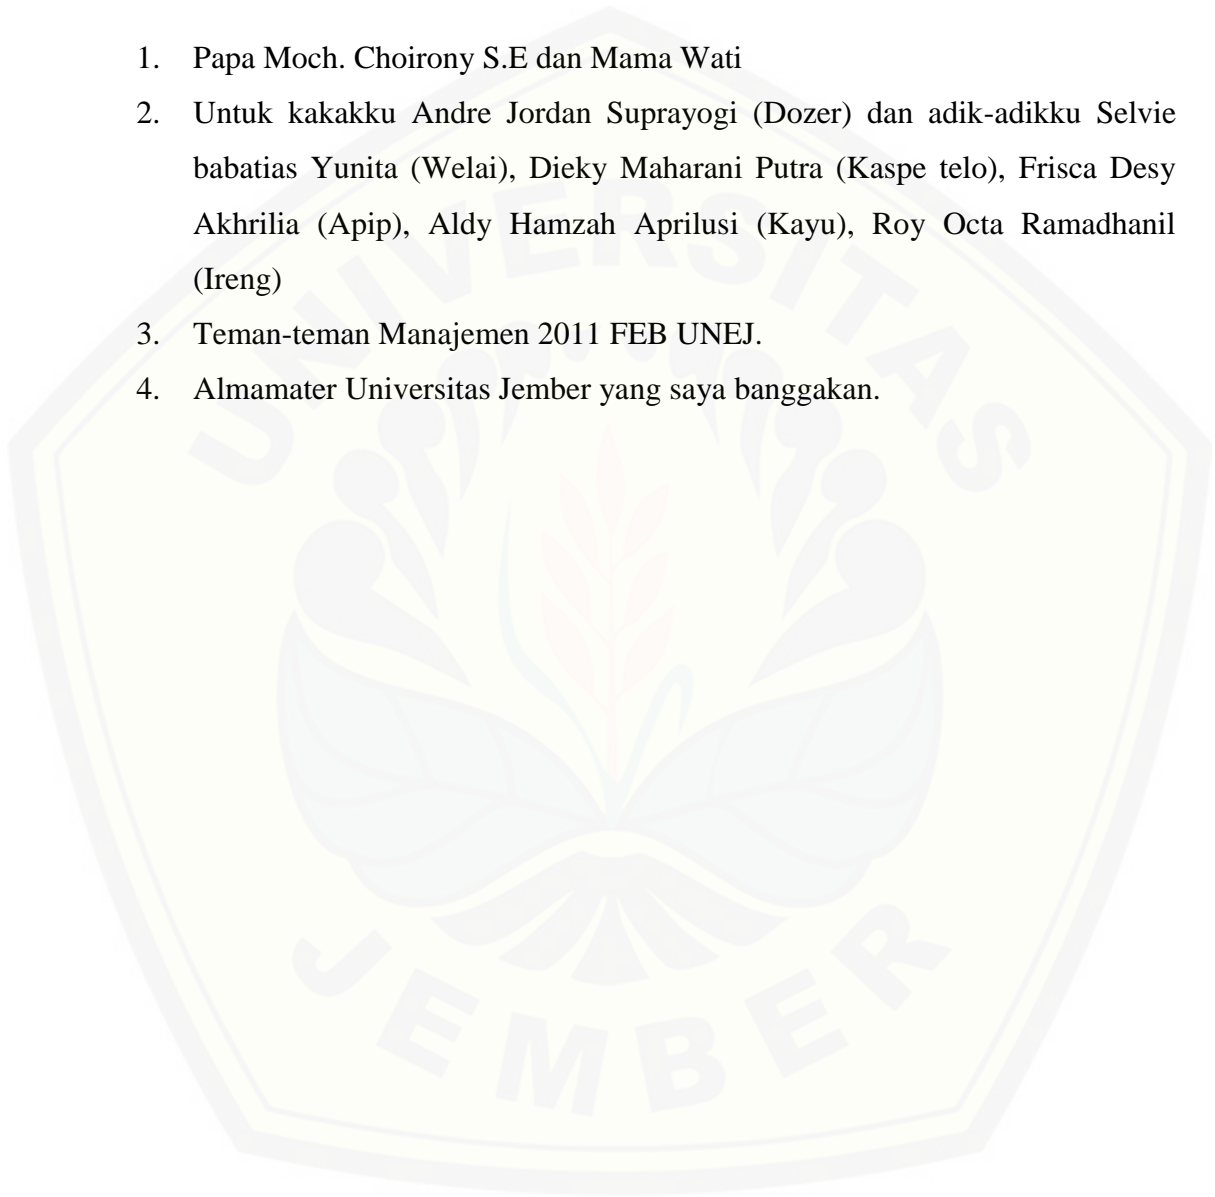 1. Papa Moch. Choirony S.E dan Mama Wati
2. Untuk kakakku Andre Jordan Suprayogi (Dozer) dan adik-adikku Selvie
babatias Yunita (Welai), Dieky Maharani Putra (Kaspe telo), Frisca Desy
Akhrilia (Apip), Aldy Hamzah Aprilusi (Kayu), Roy Octa Ramadhanil
(Ireng)
3. Teman-teman Manajemen 2011 FEB UNEJ.
4. Almamater Universitas Jember yang saya banggakan.
UNIVERSITAS
JEMBER